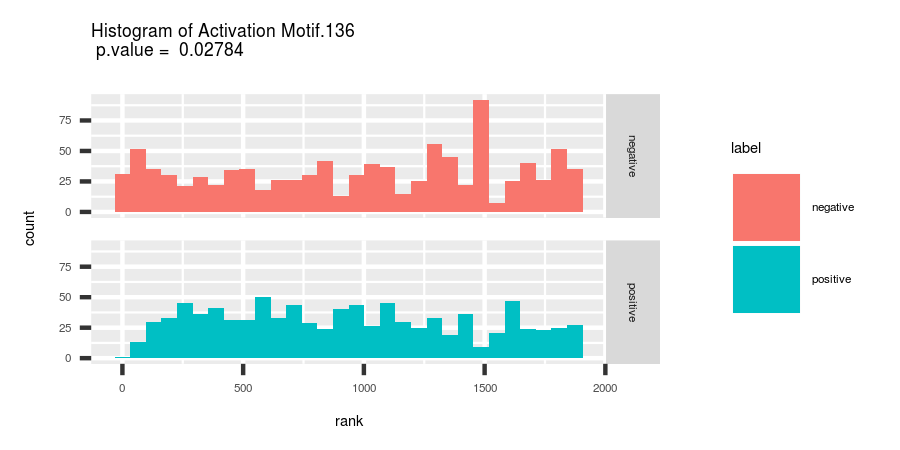 Histogram of Activation Motif.136
p.value = 0.02784
count
75
50
25
0
negative
75
50
25
0
positive
0 500 1000 1500 2000
rank
label
negative
positive